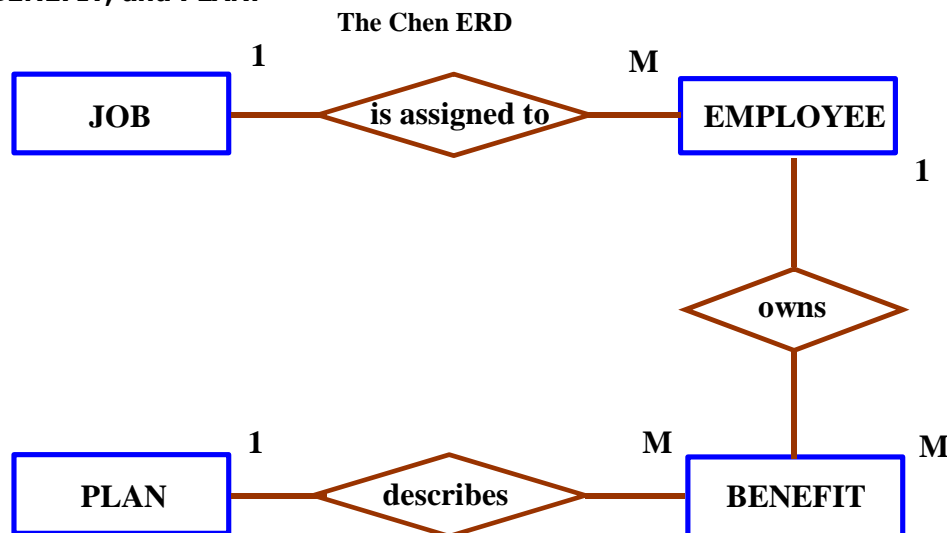 The Chen ERD
1
M
JOB
is assigned to
EMPLOYEE
1
owns
1
M
M
PLAN
describes
BENEFIT